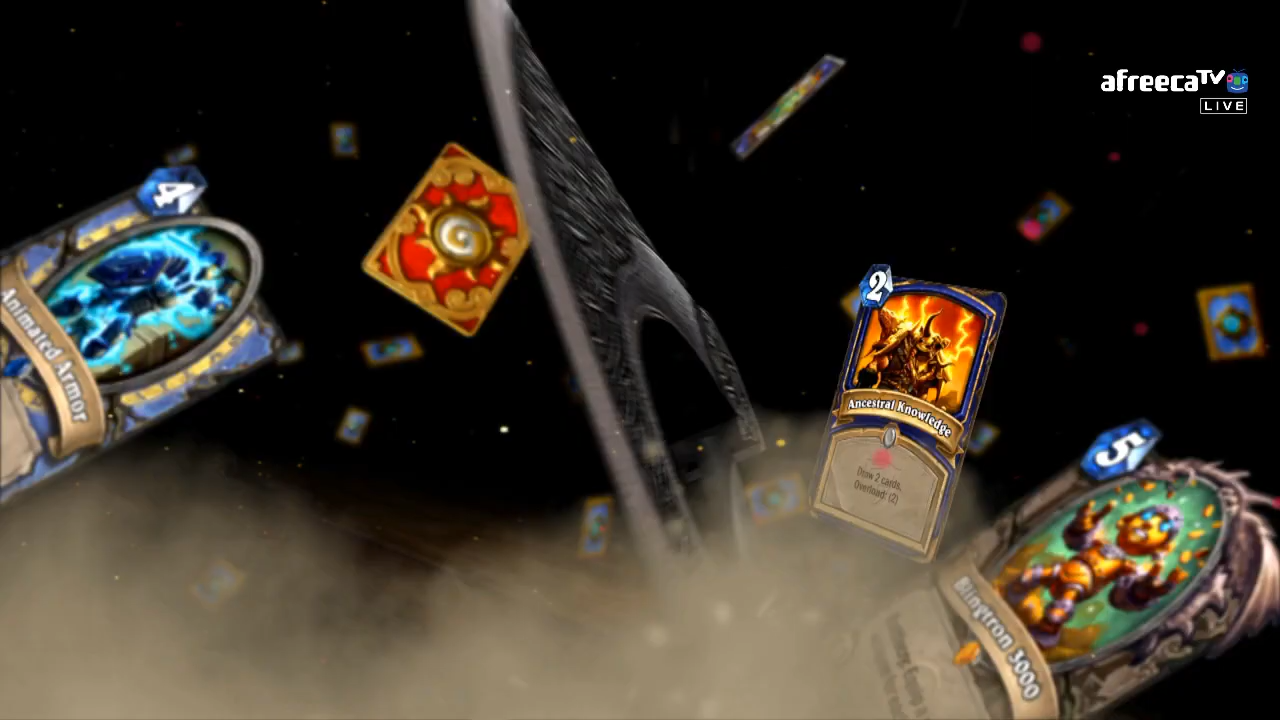 afreecaTV
LIVE
4
Animated Armor
2
Ancestral Knowledge
Draw 2 cards.
Overload: (2)
5
Blingtron 3000